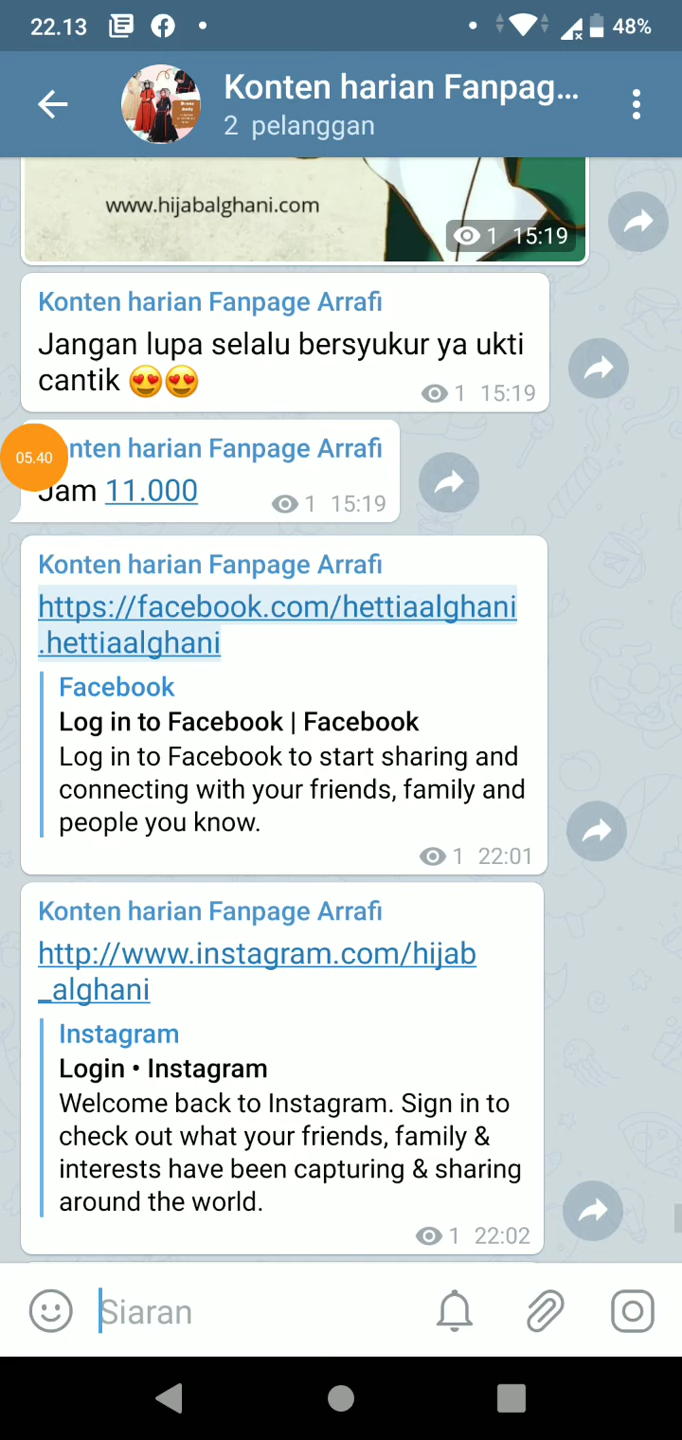 22.13
48%
Konten harian Fanpag...
2 pelanggan
www.hijabalghani.com
1 15:19
Konten harian Fanpage Arrafi
Jangan lupa selalu bersyukur ya ukti
cantik 😍😍
1 15:19
nten harian Fanpage Arrafi
05.40
Jam 11.000
1 15:19
Konten harian Fanpage Arrafi
https://facebook.com/hettiaalghani
.hettiaalghani
Facebook
Log in to Facebook | Facebook
Log in to Facebook to start sharing and
connecting with your friends, family and
people you know.
1 22:01
Konten harian Fanpage Arrafi
http://www.instagram.com/hijab
_alghani
Instagram
Login • Instagram
Welcome back to Instagram. Sign in to
check out what your friends, family &
interests have been capturing & sharing
around the world.
1 22:02
Siaran